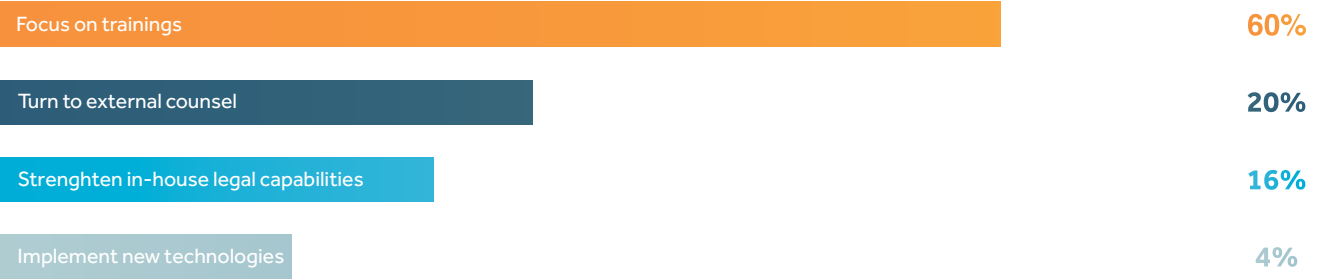 Focus on trainings 60%
Turn to external counsel 20%
Strenghten in-house legal capabilities 16%
Implement new technologies 4%